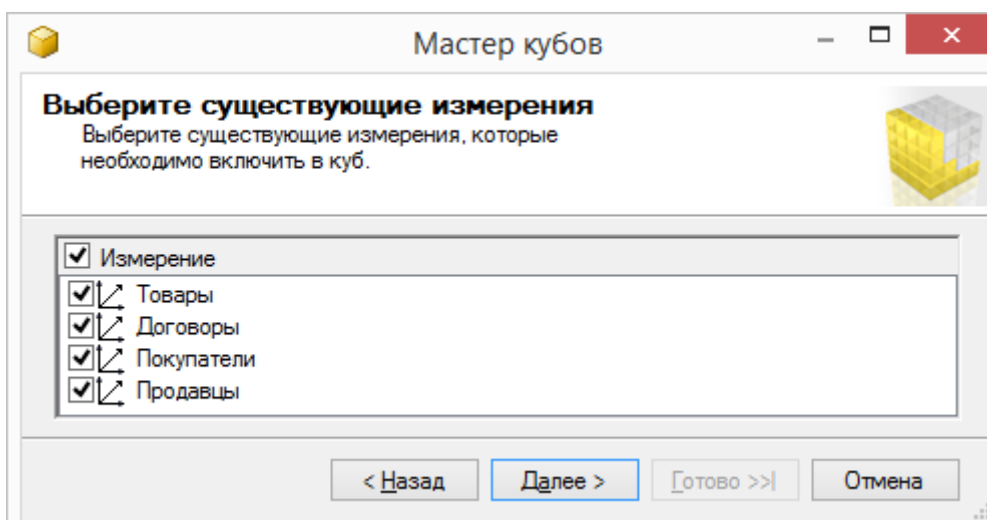 Мастер кубов
Выберите существующие измерения
Выберите существующие измерения, которые
необходимо включить в куб.
Измерение
Товары
Договоры
Покупатели
Продавцы
< Назад Далее > Готово >>| Отмена